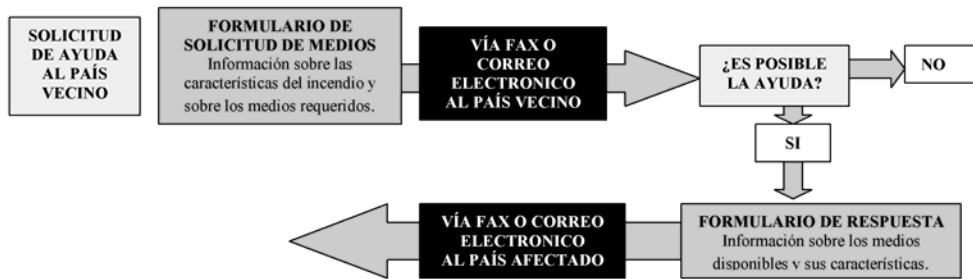 SOLICITUD
DE AYUDA
AL PAÍS
VECINO
FORMULARIO DE
SOLICITUD DE MEDIOS
Información sobre las
características del incendio y
sobre los medios requeridos.
VÍA FAX O
CORREO
ELECTRONICO
AL PAÍS VECINO
¿ES POSIBLE
LA AYUDA?
NO
SI
FORMULARIO DE RESPUESTA
Información sobre los medios
disponibles y sus características.
VÍA FAX O CORREO
ELECTRONICO
AL PAÍS AFECTADO